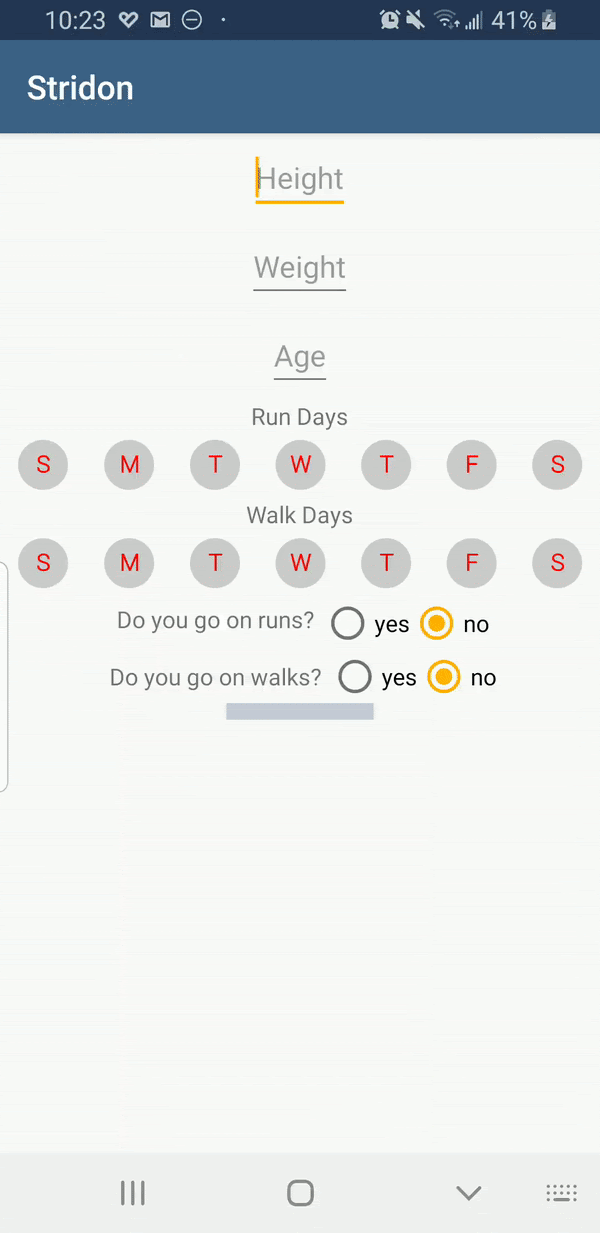 10:23 41%
Stridon
Height
Weight
Age
Run Days
S M T W T F S
Walk Days
S M T W T F S
Do you go on runs? yes no
Do you go on walks? yes no